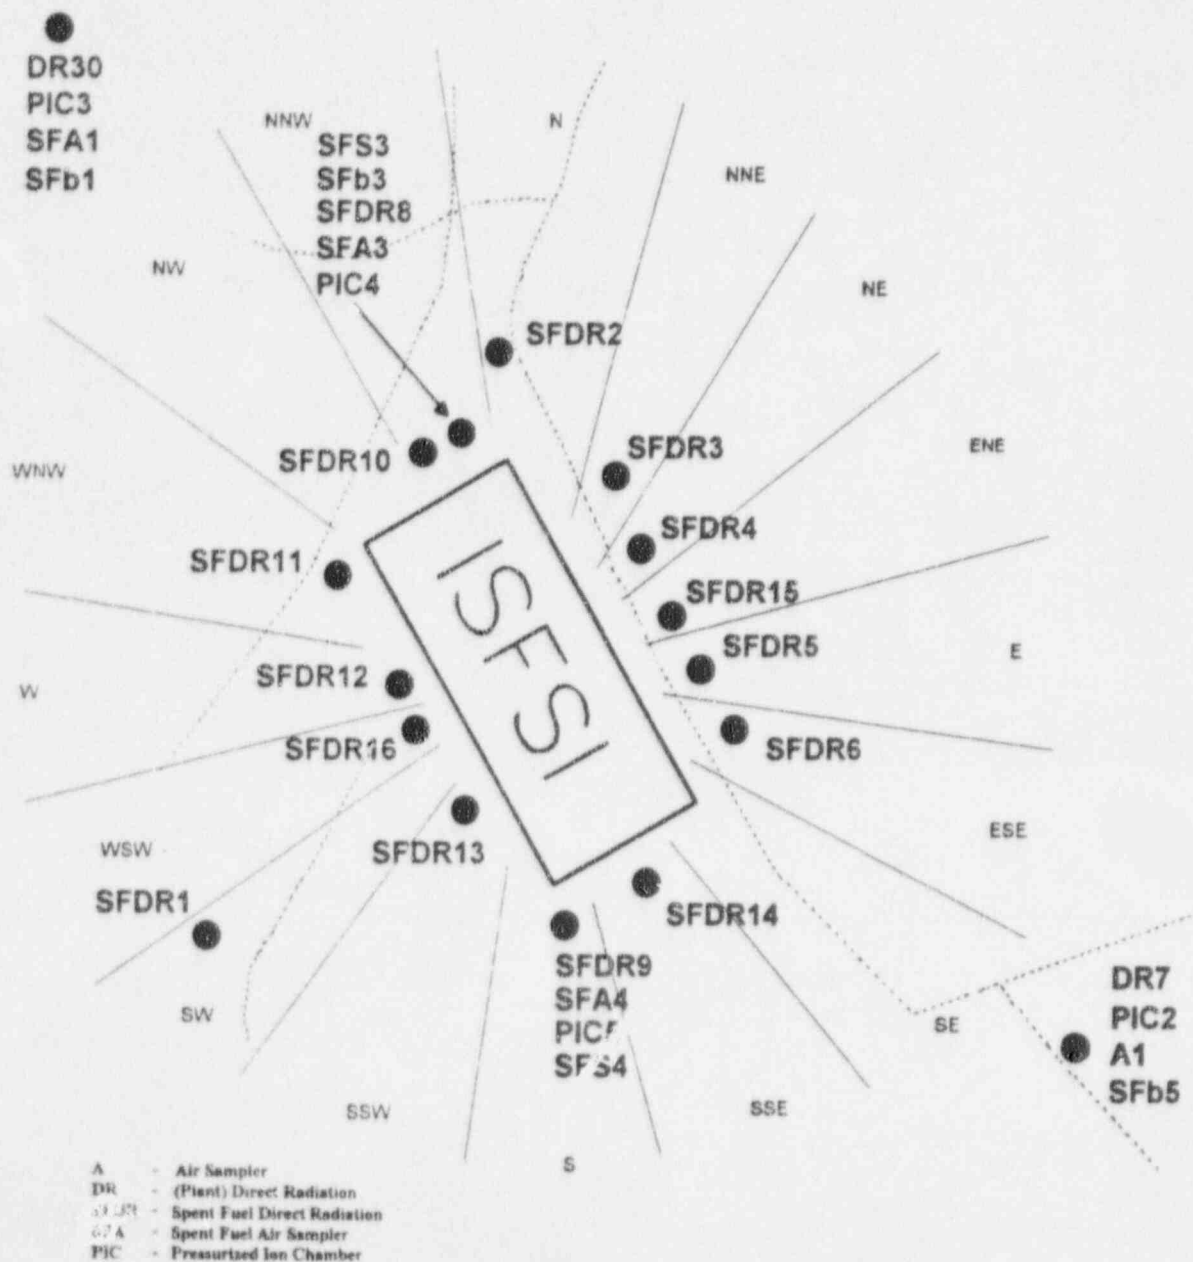 DR30
PIC3
SFA1
SFb1
NNW
N
SFS3
SFb3
SFDR8
SFA3
PIC4
NNE
NW
NE
SFDR2
SFDR10
SFDR3
ENE
WNW
SFDR4
SFDR11
SFDR15
ISFSI
SFDR5
E
SFDR12
W
SFDR16
SFDR6
SFDR13
ESE
WSW
SFDR1
SFDR14
SFDR9
SFA4
SFS4
SW
SE
DR7
PIC2
A1
SFb5
SSW
SSE
S
A - Air Sampler
DR - (Plant) Direct Radiation
- Spent Fuel Direct Radiation
- Spent Fuel Air Sampler
PIC - Pressurized Ion Chamber